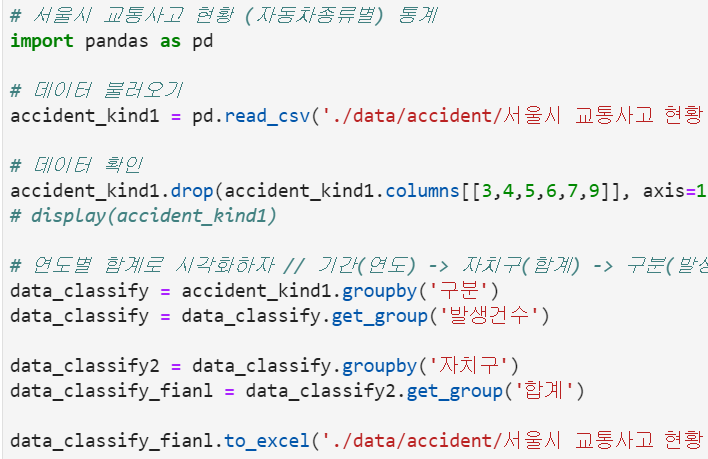 # 서울시 교통사고 현황 (자동차종류별) 통계
import pandas as pd
# 데이터 불러오기
accident_kind1 = pd.read_csv('./data/accident/서울시 교통사고 현황
# 데이터 확인
accident_kind1.drop(accident_kind1.columns[[3,4,5,6,7,9]], axis=1
# display(accident_kind1)
# 연도별 합계로 시각화하자 // 기간(연도) -> 자치구(합계) -> 구분(발생
data_classify = accident_kind1.groupby('구분')
data_classify = data_classify.get_group('발생건수')
data_classify2 = data_classify.groupby('자치구')
data_classify_fianl = data_classify2.get_group('합계')
data_classify_fianl.to_excel('./data/accident/서울시 교통사고 현황